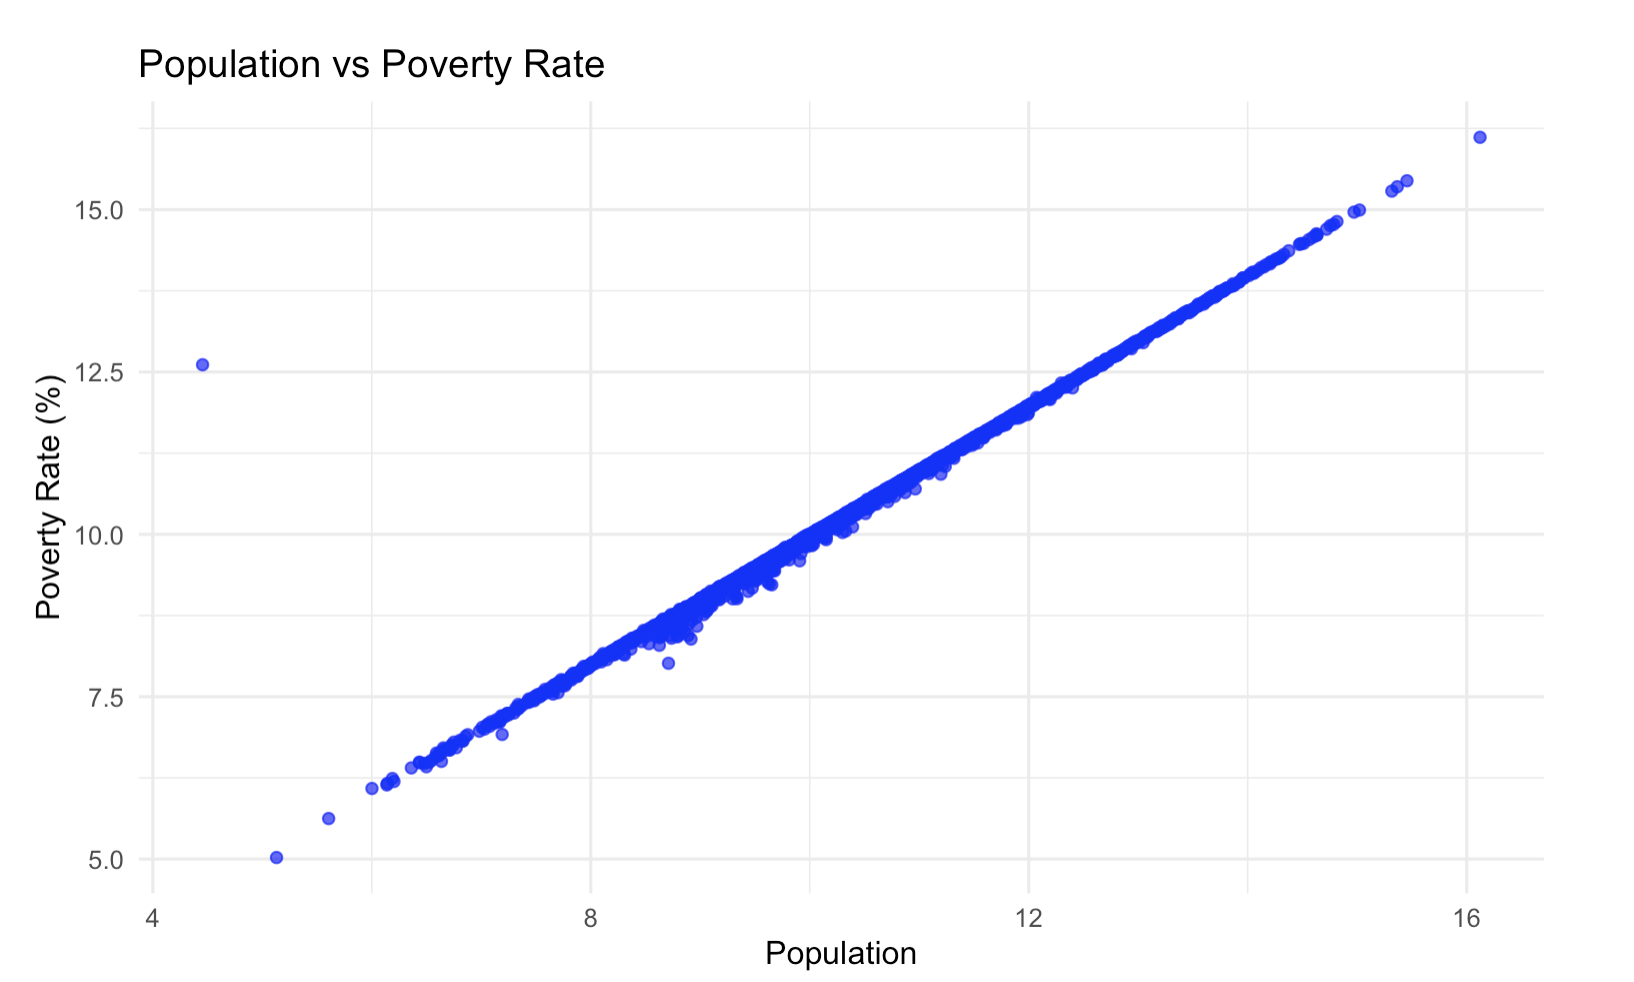 Population vs Poverty Rate
Poverty Rate (%)
15.0
12.5
10.0
7.5
5.0
4 8 12 16
Population